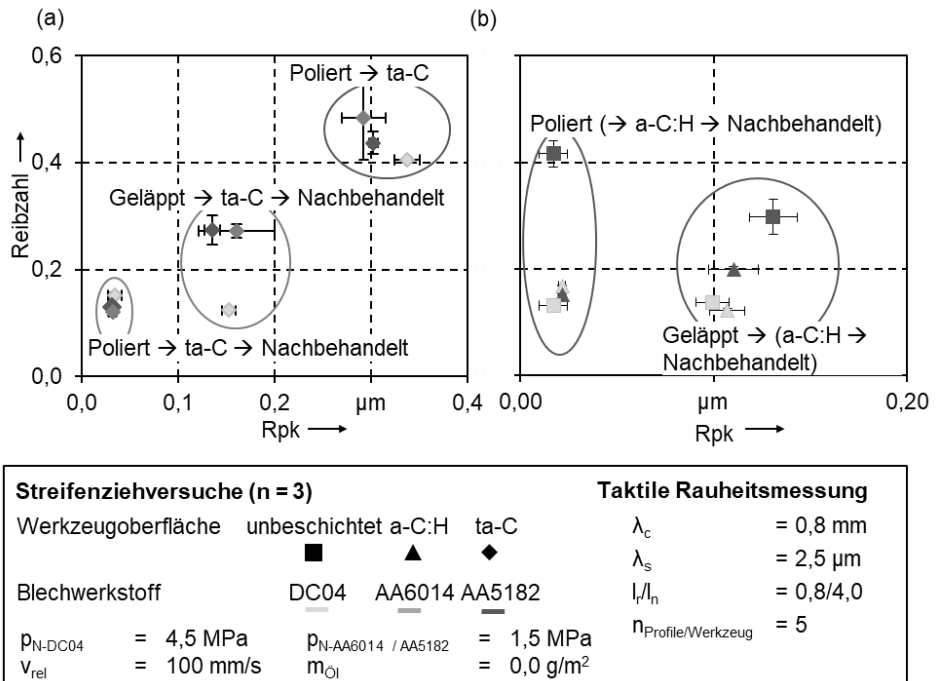 (a)
(b)
0,6
0,4
0,2
0,0
Reibzahl
Poliert → ta-C
Geläppt → ta-C → Nachbehandelt
Poliert → ta-C → Nachbehandelt
0,0 0,1 0,2 µm 0,4
Rpk
Poliert (→ a-C:H → Nachbehandelt)
Geläppt → (a-C:H →
Nachbehandelt)
0,00 µm 0,20
Rpk
Streifenziehversuche (n = 3)
Werkzeugoberfläche unbeschichtet a-C:H ta-C
Blechwerkstoff DC04 AA6014 AA5182
pN-DC04 = 4,5 MPa pN-AA6014 / AA5182 = 1,5 MPa
vrel = 100 mm/s mÖl = 0,0 g/m²
Taktile Rauheitsmessung
λc = 0,8 mm
λs = 2,5 µm
lr/ln = 0,8/4,0
nProfile/Werkzeug = 5